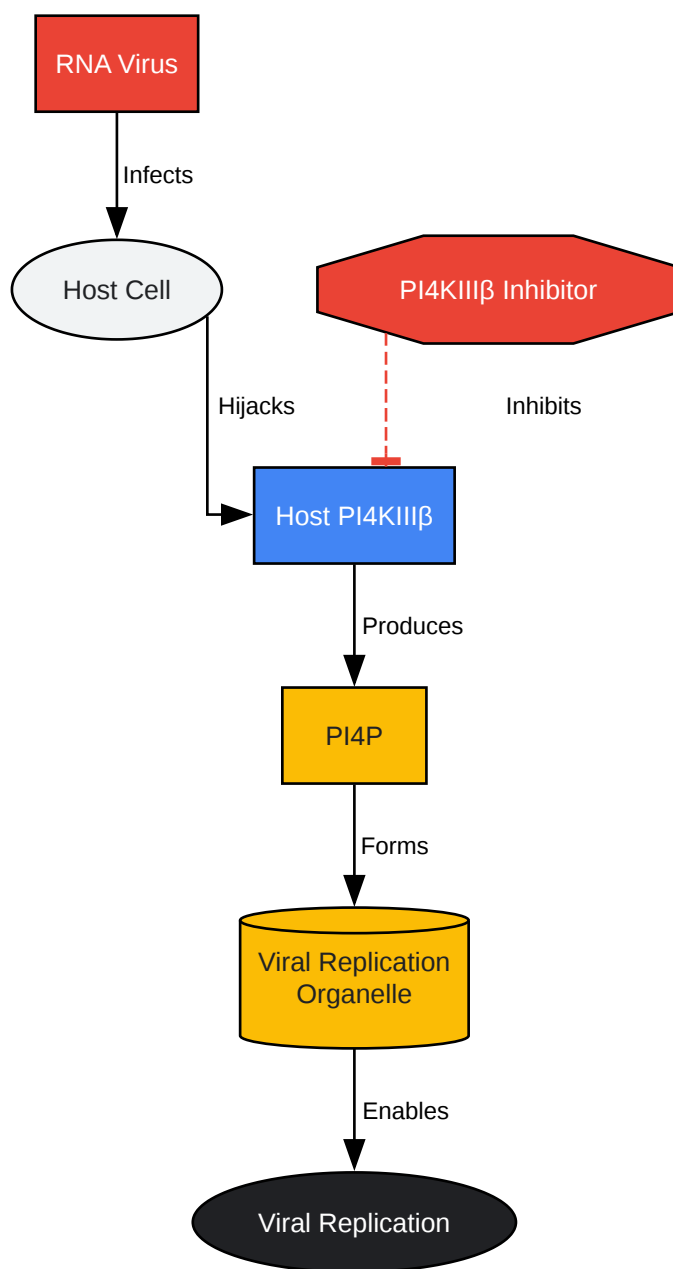 RNA Virus
Infects
Host Cell
PI4KIIIβ Inhibitor
Hijacks
Inhibits
Host PI4KIIIβ
Produces
PI4P
Forms
Viral Replication
Organelle
Enables
Viral Replication